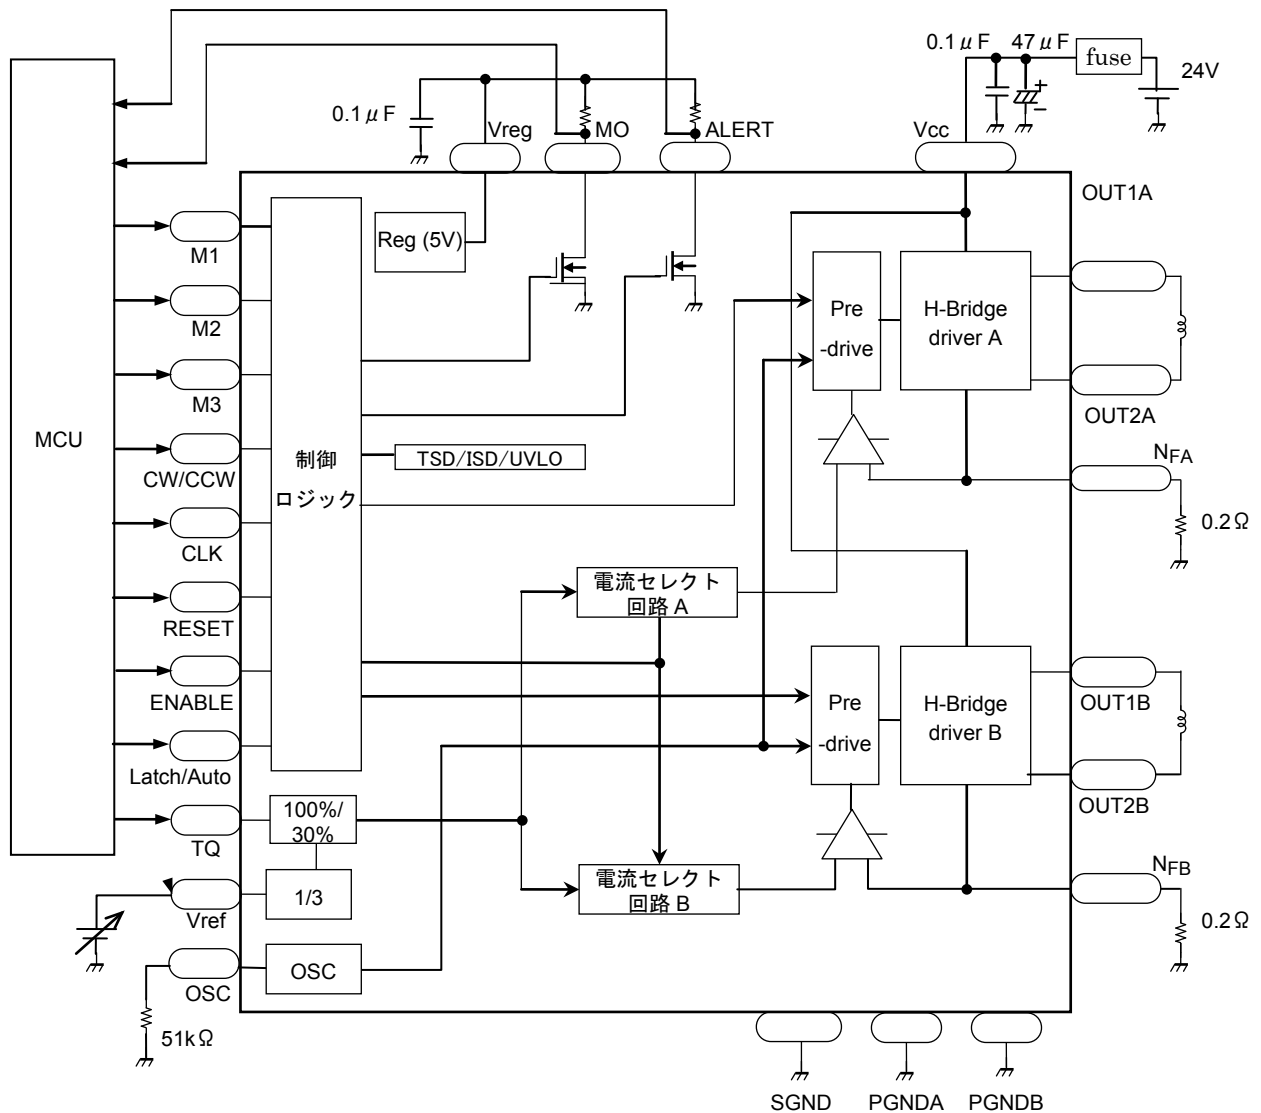 0.1μF
47μF
fuse
24V
0.1μF
Vreg
MO
ALERT
Vcc
OUT1A
MCU
M1
M2
M3
CW/CCW
CLK
RESET
ENABLE
Latch/Auto
TQ
Vref
OSC
51kΩ
制御
ロジック
Reg (5V)
TSD/ISD/UVLO
Pre
-drive
H-Bridge
driver A
OUT2A
NFA
0.2Ω
電流セレクト
回路 A
Pre
-drive
H-Bridge
driver B
OUT1B
OUT2B
100%/
30%
1/3
OSC
電流セレクト
回路 B
NFB
0.2Ω
SGND
PGNDA
PGNDB